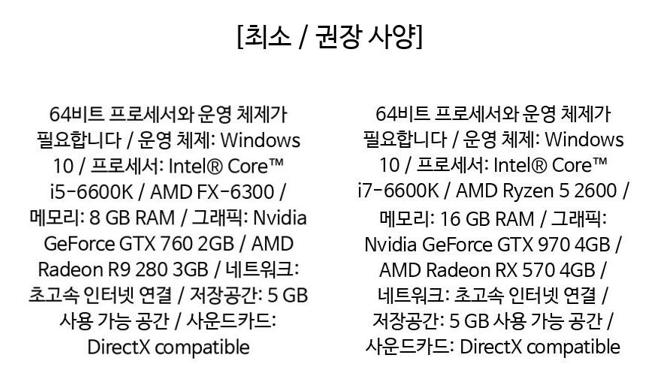 [최소 / 권장 사양]
64비트 프로세서와 운영 체제가
필요합니다 / 운영 체제: Windows
10 / 프로세서: Intel® Core™
i5-6600K / AMD FX-6300 /
메모리: 8 GB RAM / 그래픽: Nvidia
GeForce GTX 760 2GB / AMD
Radeon R9 280 3GB / 네트워크:
초고속 인터넷 연결 / 저장공간: 5 GB
사용 가능 공간 / 사운드카드:
DirectX compatible
64비트 프로세서와 운영 체제가
필요합니다 / 운영 체제: Windows
10 / 프로세서: Intel® Core™
i7-6600K / AMD Ryzen 5 2600 /
메모리: 16 GB RAM / 그래픽:
Nvidia GeForce GTX 970 4GB /
AMD Radeon RX 570 4GB /
네트워크: 초고속 인터넷 연결 /
저장공간: 5 GB 사용 가능 공간 /
사운드카드: DirectX compatible